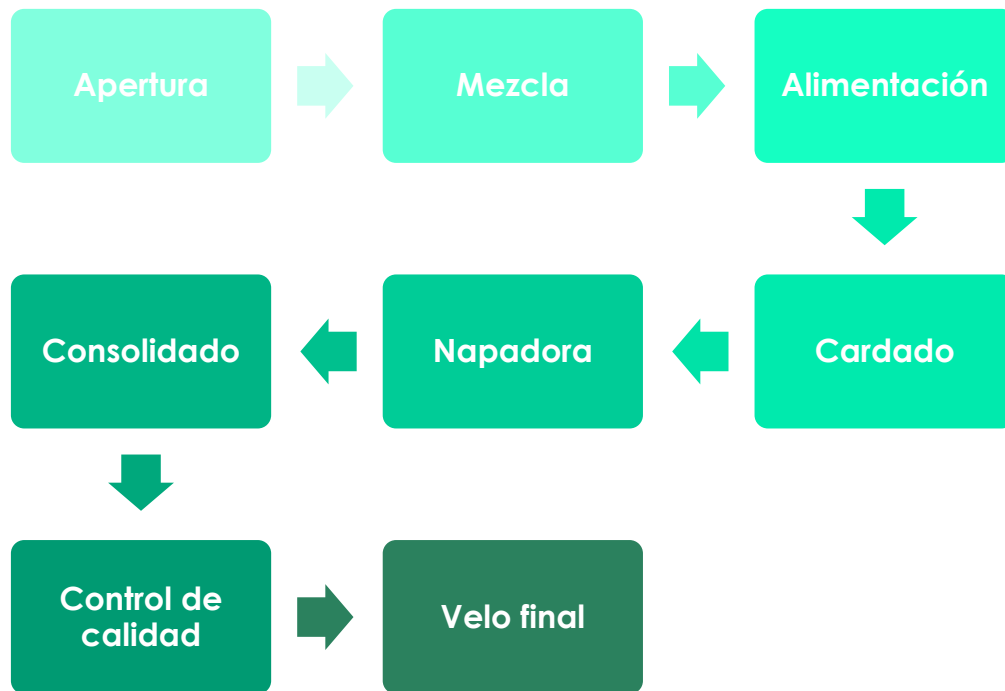 Apertura
Mezcla
Alimentación
Cardado
Napadora
Consolidado
Control de
calidad
Velo final